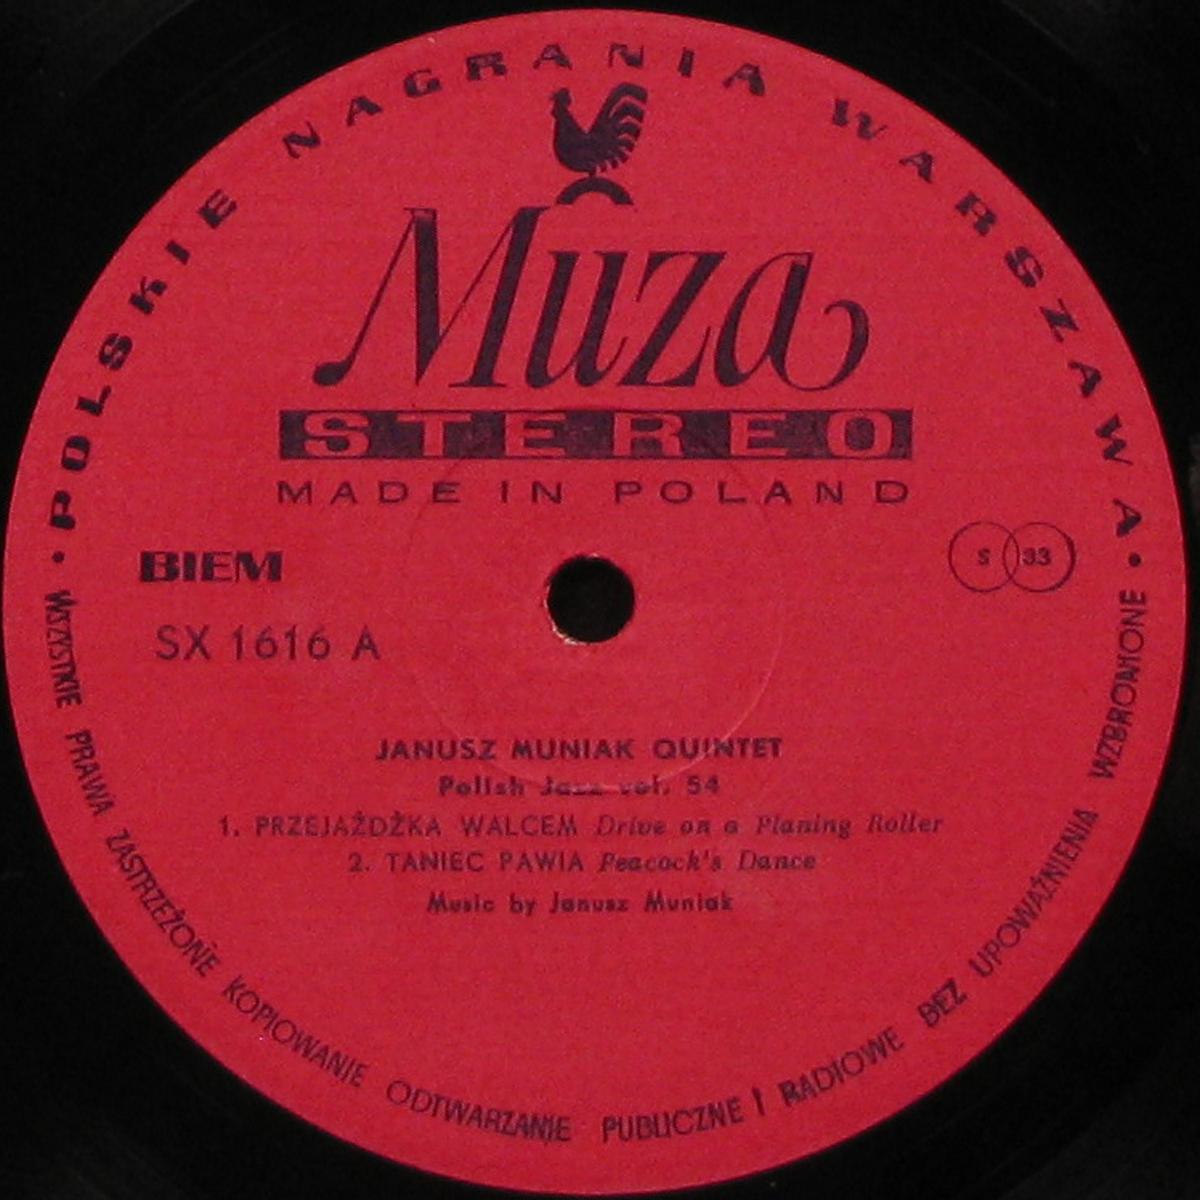 • POLSKIE NAGRANIA WARSZAWA •
Muza
STEREO
MADE IN POLAND
BIEM
S 33
SX 1616 A
JANUSZ MUNIAK QUINTET
Polish Jazz vol. 54
1. PRZEJAŻDŻKA WALCEM Drive on a Planing Roller
2. TANIEC PAWIA Peacock's Dance
Music by Janusz Muniak
WSZYSTKIE PRAWA ZASTRZEŻONE KOPIOWANIE ODTWARZANIE PUBLICZNE I RADIOWE BEZ UPOWAŻNIENIA WZBRONIONE